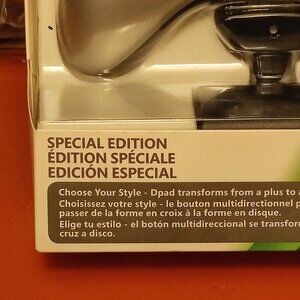 SPECIAL EDITION
ÉDITION SPÉCIALE
EDICIÓN ESPECIAL
Choose Your Style - Dpad transforms from a plus to a
Choisissez votre style - le bouton multidirectionnel p
passer de la forme en croix à la forme en disque.
Elige tu estilo - el botón multidireccional se transform
cruz a disco.